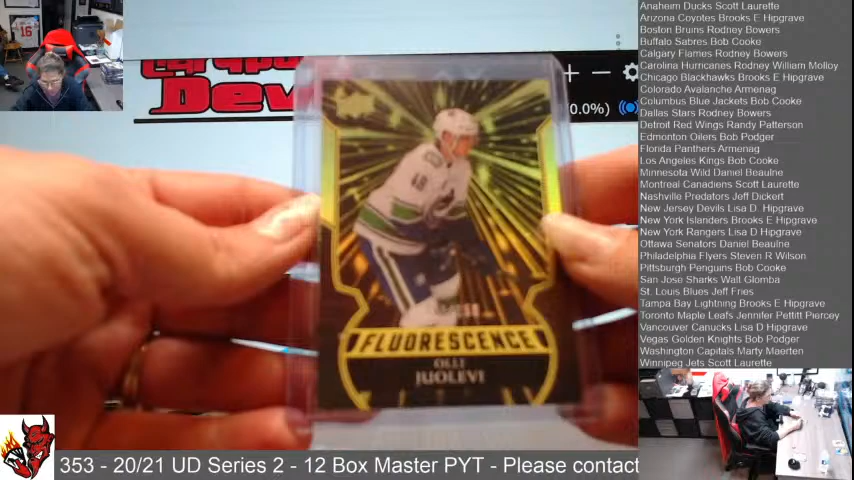 Anaheim Ducks Scott Laurette
Arizona Coyotes Brooks E Hipgrave
Boston Bruins Rodney Bowers
Buffalo Sabres Bob Cooke
Calgary Flames Rodney Bowers
Carolina Hurricanes Rodney William Molloy
Chicago Blackhawks Brooks E Hipgrave
Colorado Avalanche Armenag
Columbus Blue Jackets Bob Cooke
Dallas Stars Rodney Bowers
Detroit Red Wings Randy Patterson
Edmonton Oilers Bob Podger
Florida Panthers Armenag
Los Angeles Kings Bob Cooke
Minnesota Wild Daniel Beaulne
Montreal Canadiens Scott Laurette
Nashville Predators Jeff Dickert
New Jersey Devils Lisa D. Hipgrave
New York Islanders Brooks E Hipgrave
New York Rangers Lisa D Hipgrave
Ottawa Senators Daniel Beaulne
Philadelphia Flyers Steven R Wilson
Pittsburgh Penguins Bob Cooke
San Jose Sharks Walt Glomba
St. Louis Blues Jeff Fries
Tampa Bay Lightning Brooks E Hipgrave
Toronto Maple Leafs Jennifer Pettitt Piercey
Vancouver Canucks Lisa D Hipgrave
Vegas Golden Knights Bob Podger
Washington Capitals Marty Maerten
Winnipeg Jets Scott Laurette
16
Dev
0.0%)
FLUORESCENCE
OLLI
JUOLEVI
353 - 20/21 UD Series 2 - 12 Box Master PYT - Please contact